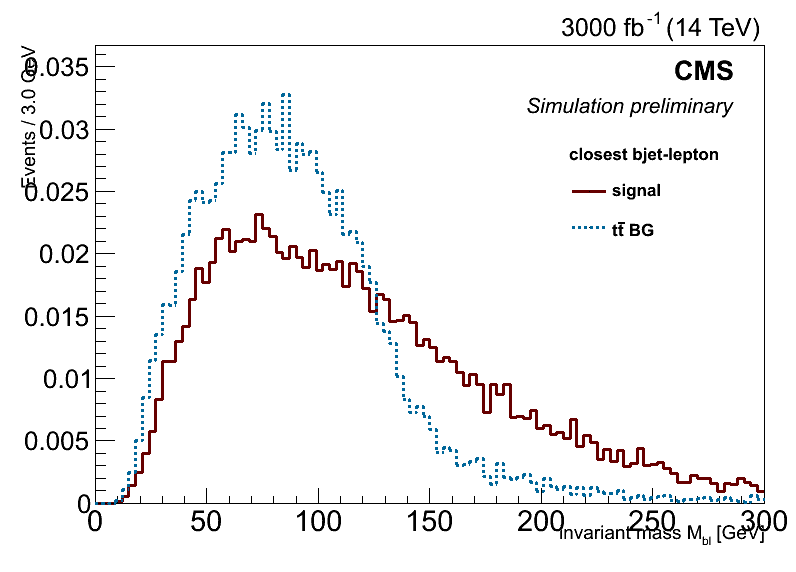 3000 fb-1 (14 TeV)
CMS
Simulation preliminary
closest bjet-lepton
signal
tt̄ BG
Events / 3.0 GeV
0.035
0.03
0.025
0.02
0.015
0.01
0.005
0
0 50 100 150 200 250 300
invariant mass Mbl [GeV]